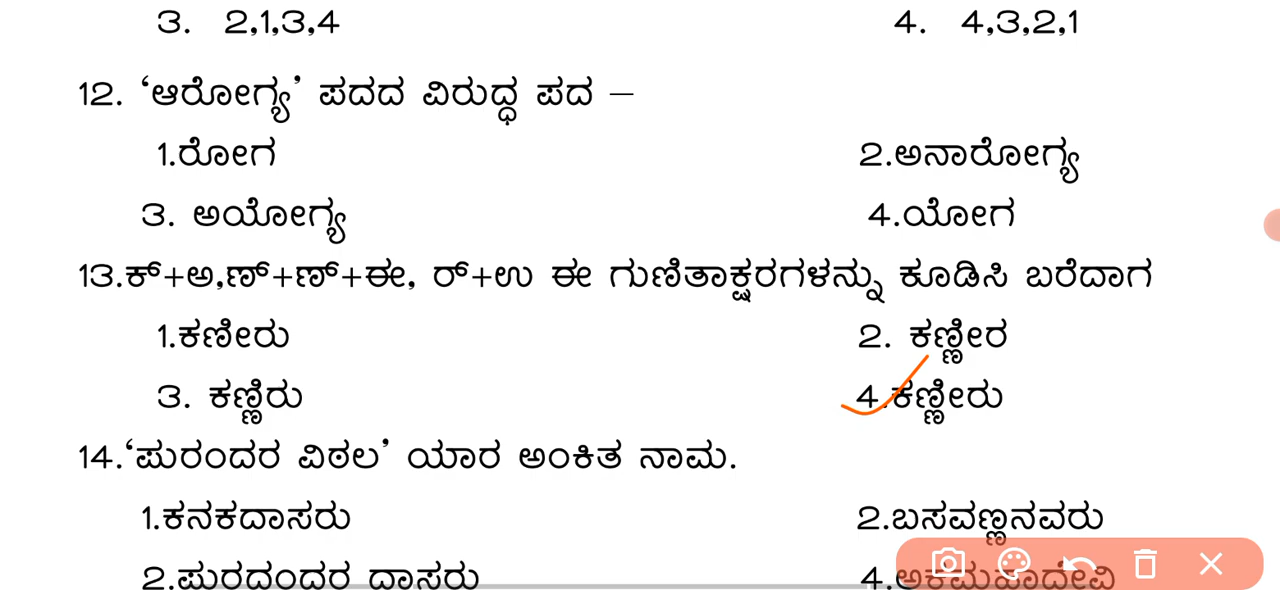 3. 2,1,3,4 4. 4,3,2,1
12. ‘ಆರೋಗ್ಯ’ ಪದದ ವಿರುದ್ಧ ಪದ –
1.ರೋಗ 2.ಅನಾರೋಗ್ಯ
3. ಅಯೋಗ್ಯ 4.ಯೋಗ
13.ಕ್+ಅ,ಣ್+ಣ್+ಈ, ರ್+ಉ ಈ ಗುಣಿತಾಕ್ಷರಗಳನ್ನು ಕೂಡಿಸಿ ಬರೆದಾಗ
1.ಕಣೀರು 2. ಕಣ್ಣೀರ
3. ಕಣ್ಣಿರು 4.ಕಣ್ಣೀರು
14.‘ಪುರಂದರ ವಿಠಲ’ ಯಾರ ಅಂಕಿತ ನಾಮ.
1.ಕನಕದಾಸರು 2.ಬಸವಣ್ಣನವರು
2.ಪುರದಂದರ ದಾಸರು 4.ಅಕಮಹಾದೇವಿ